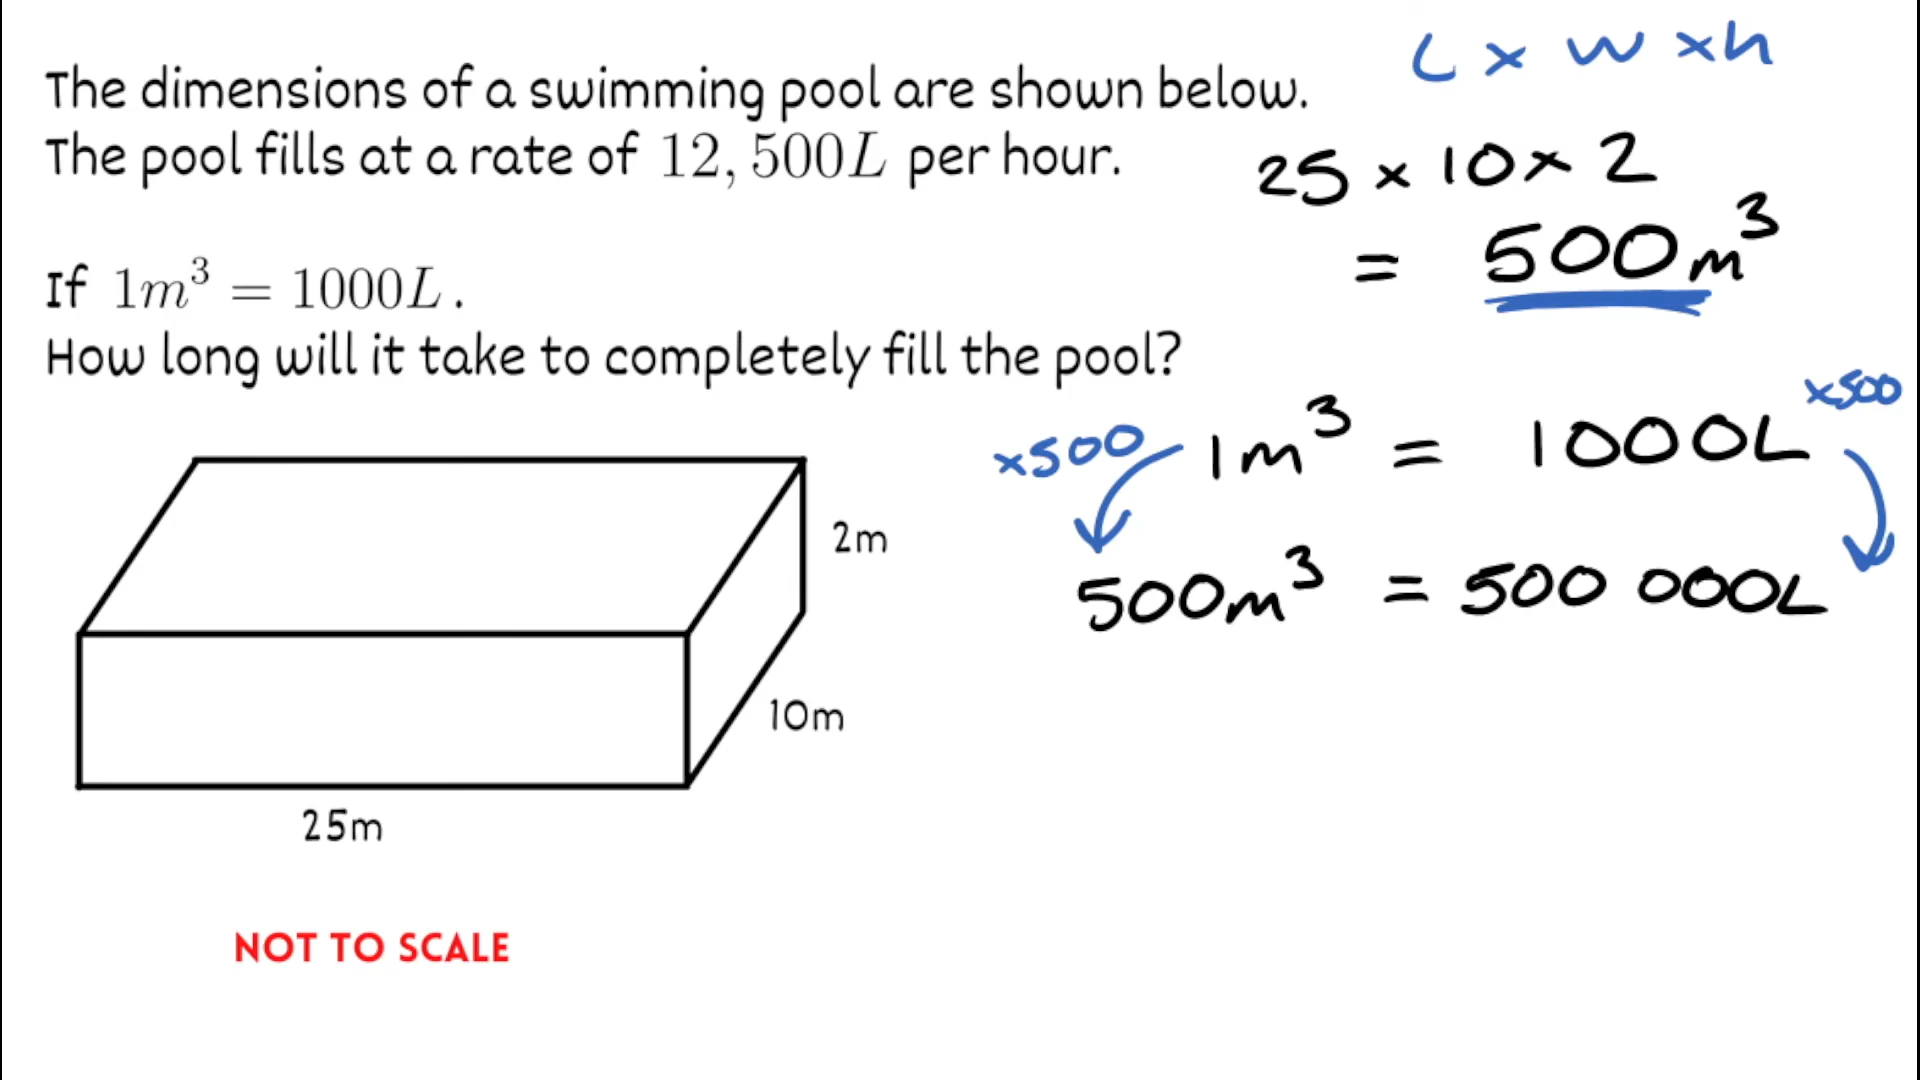 The dimensions of a swimming pool are shown below.
The pool fills at a rate of 12,500L per hour.
If 1m³ = 1000L.
How long will it take to completely fill the pool?
2m
10m
25m
NOT TO SCALE
L x w x h
25 x 10 x 2
= 500m³
x500
1m³ = 1000L
x500
500m³ = 500 000L